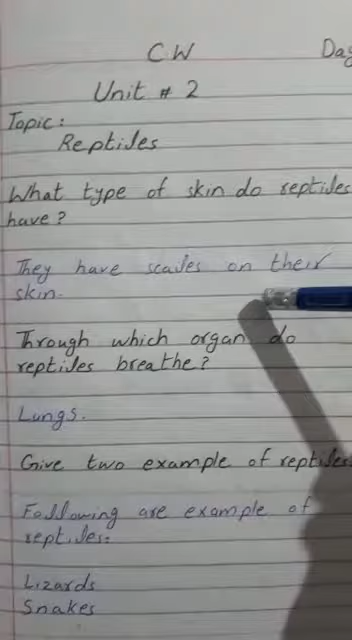 CW Day
Unit # 2
Topic:
Reptiles
What type of skin do reptiles
have?
They have scales on their
skin.
Through which organ do
reptiles breathe?
Lungs.
Give two example of reptiles
Following are example of
reptiles:
Lizards
Snakes